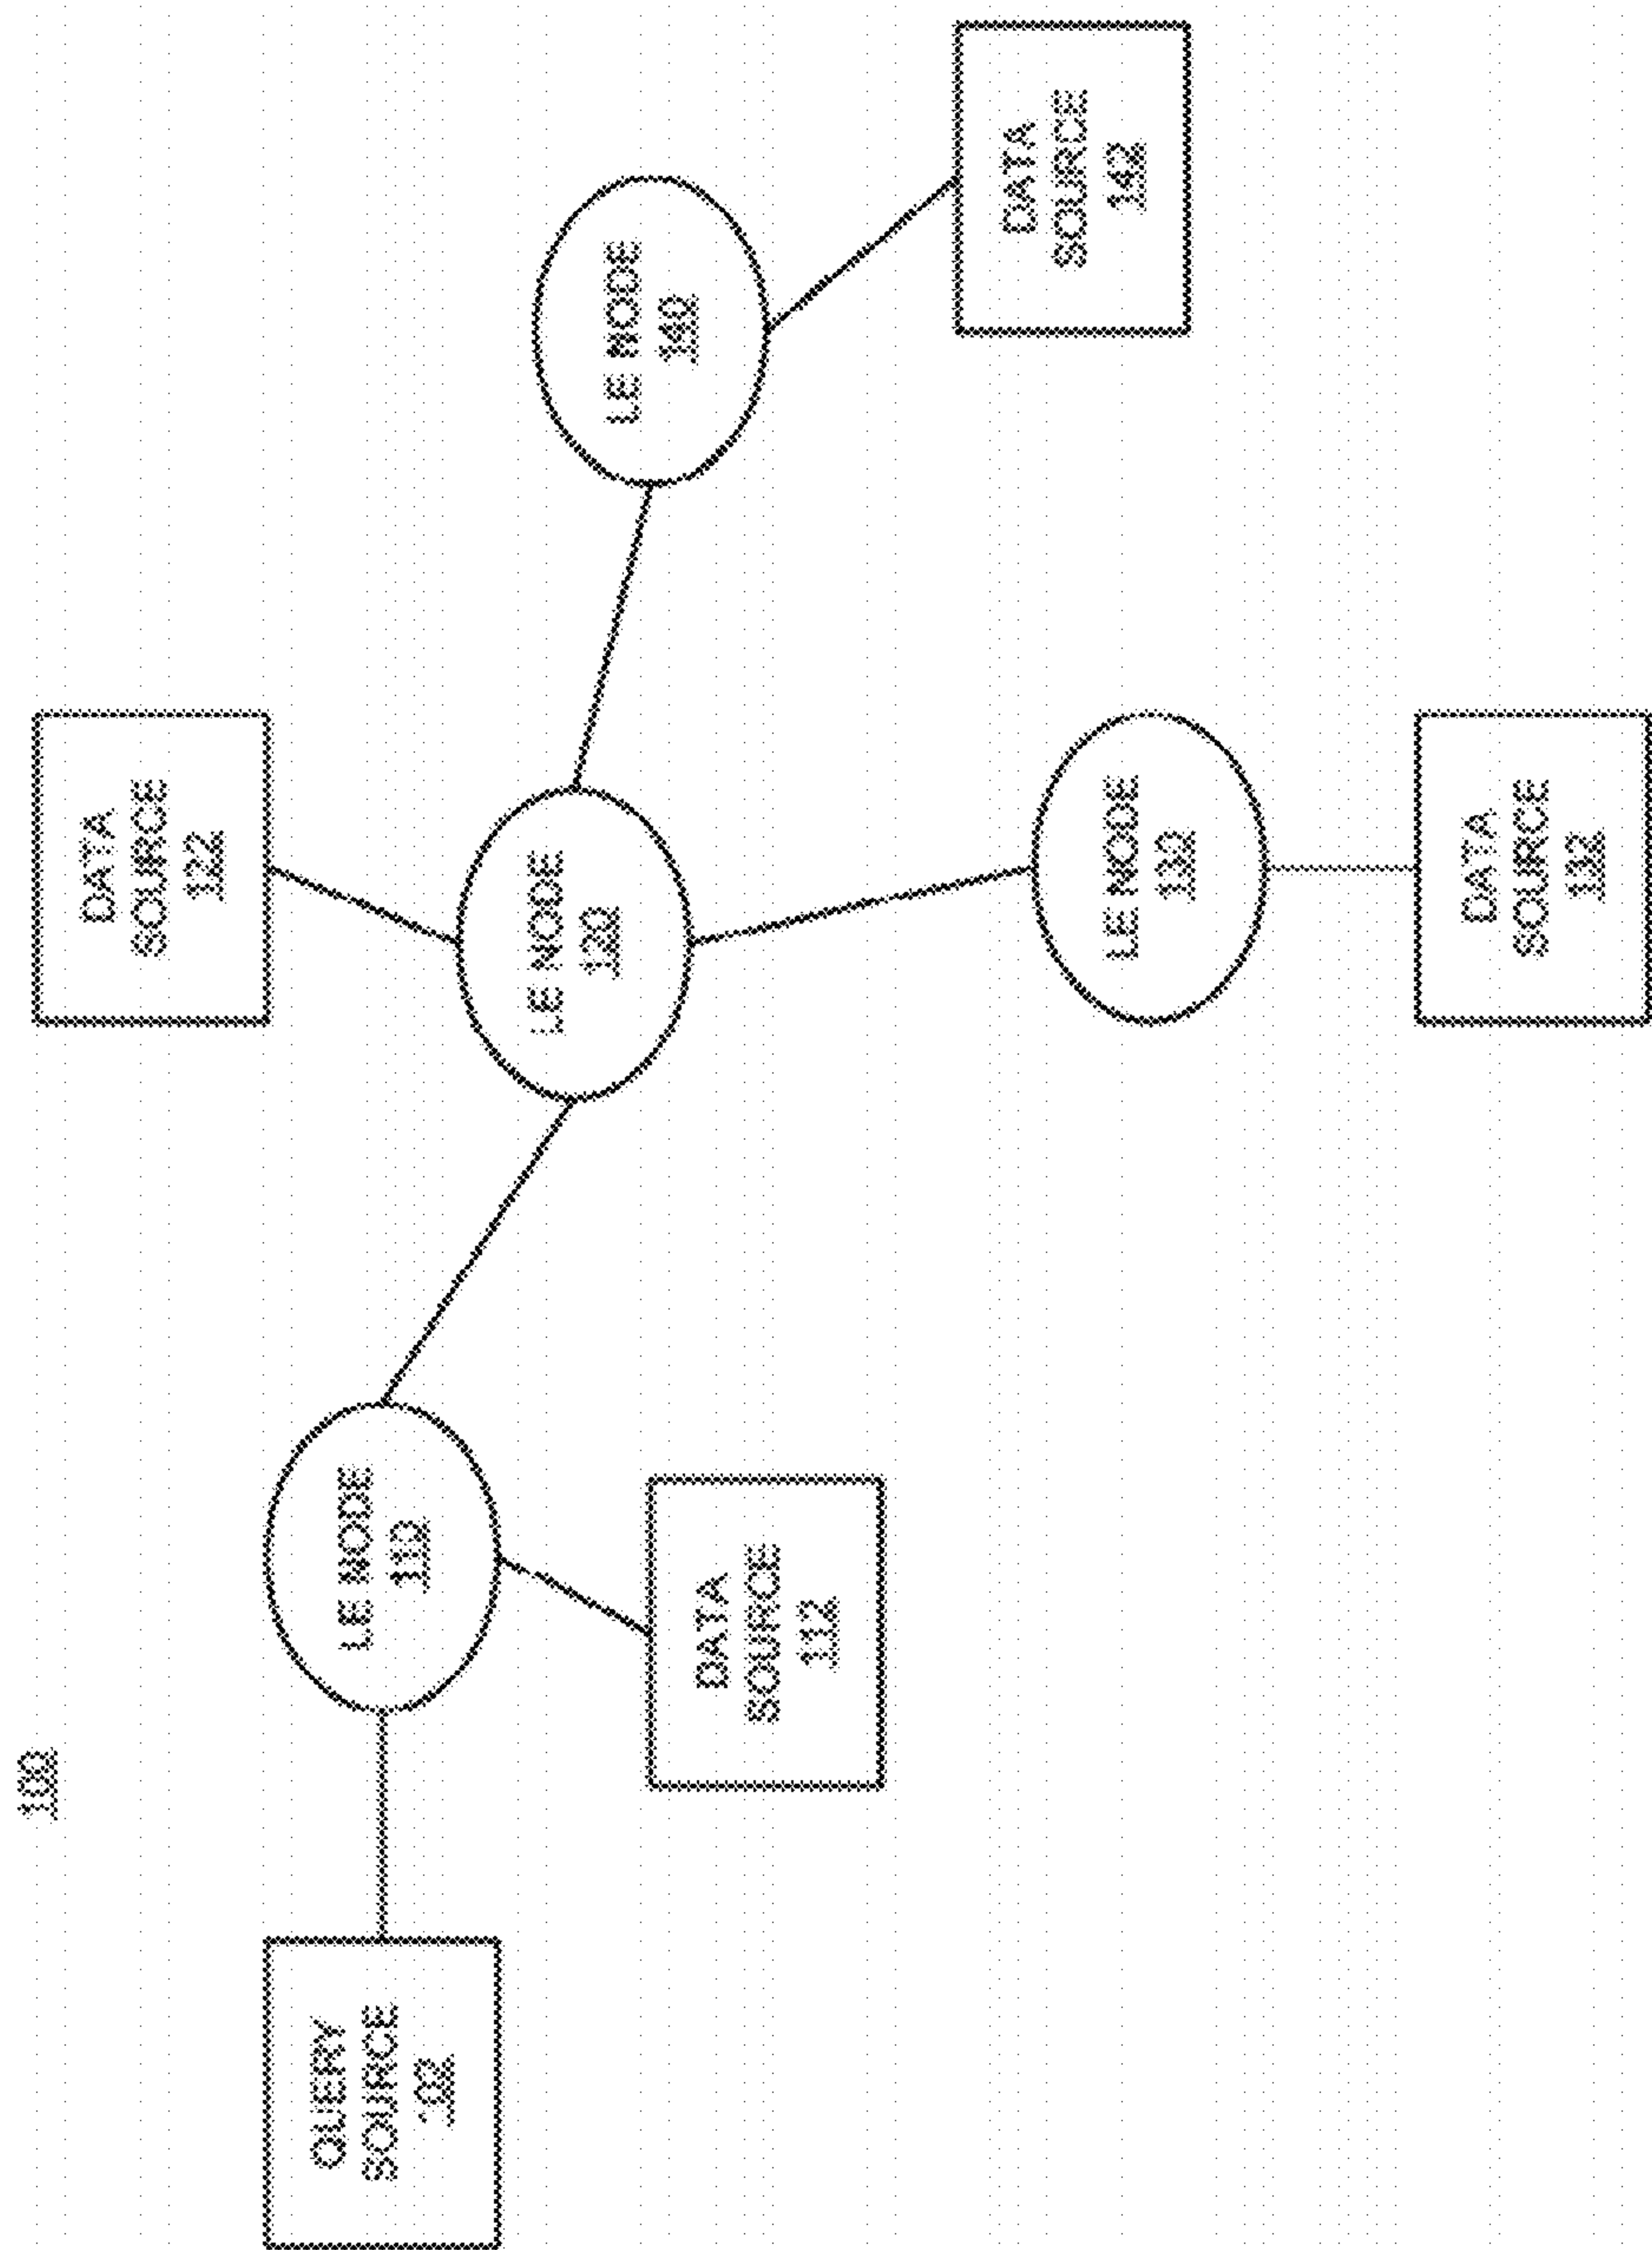 100
QUERY
SOURCE
102
LE NODE
110
DATA
SOURCE
112
DATA
SOURCE
122
LE NODE
120
LE NODE
130
DATA
SOURCE
132
LE NODE
140
DATA
SOURCE
142